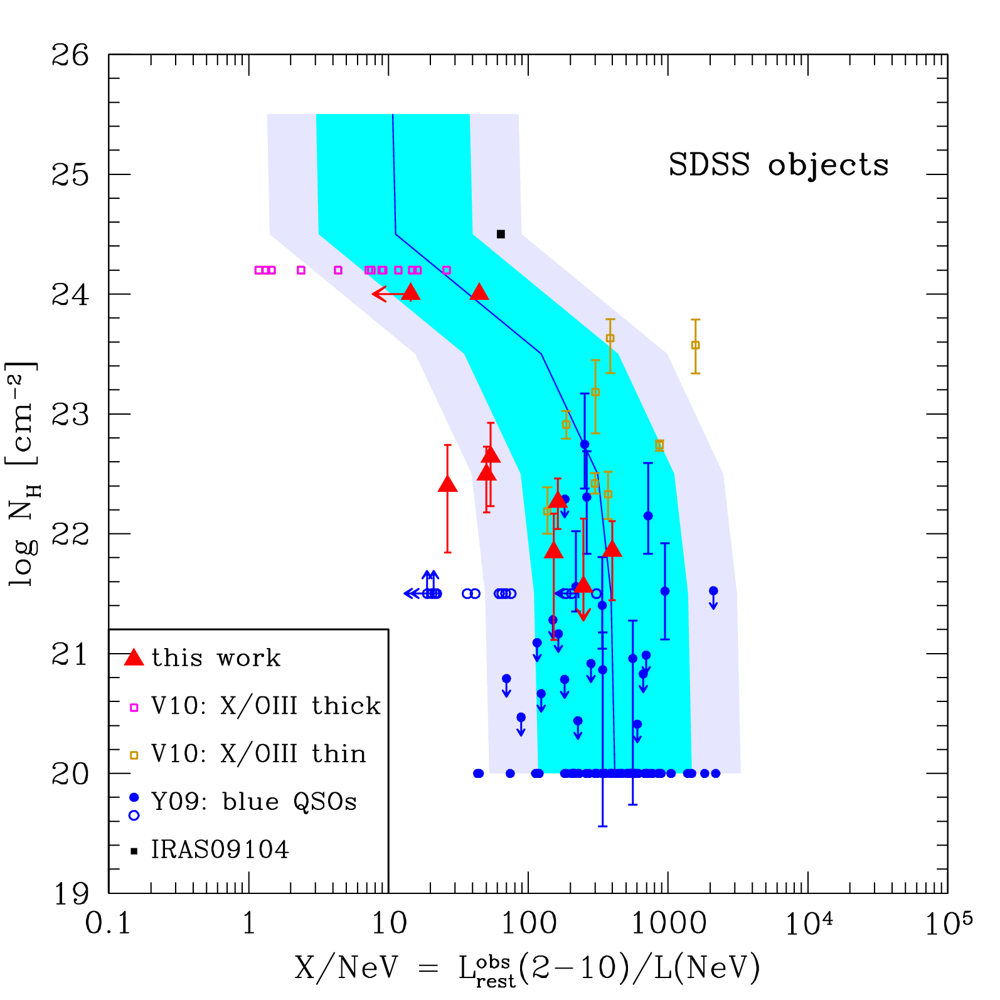 26
25
24
23
22
21
20
19
log N_H [cm^−2]
SDSS objects
this work
V10: X/OIII thick
V10: X/OIII thin
Y09: blue QSOs
IRAS09104
0.1 1 10 100 1000 10^4 10^5
X/NeV = L^obs_rest(2−10)/L(NeV)